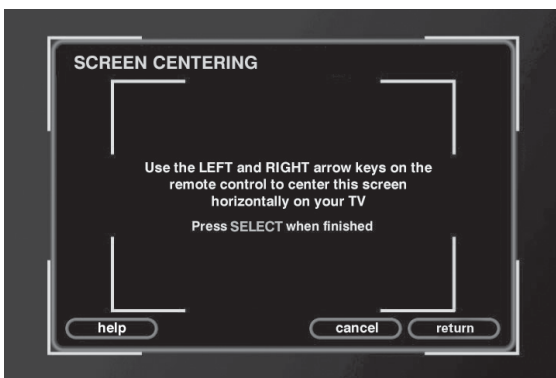 SCREEN CENTERING
Use the LEFT and RIGHT arrow keys on the
remote control to center this screen
horizontally on your TV
Press SELECT when finished
help
cancel
return